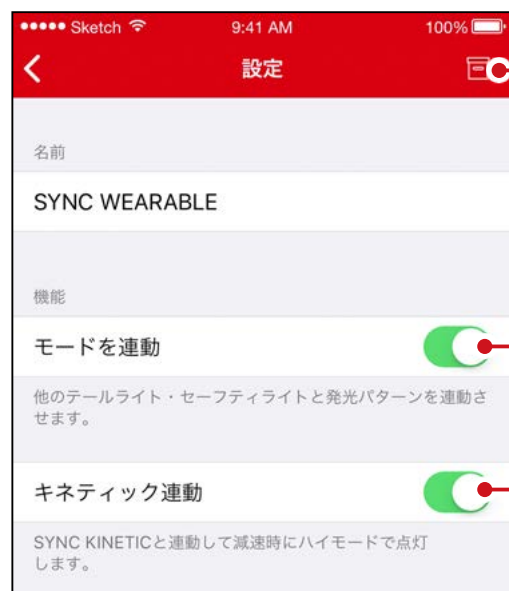 Sketch 9:41 AM 100%
設定
名前
SYNC WEARABLE
機能
モードを連動
他のテールライト・セーフティライトと発光パターンを連動さ
せます。
キネティック連動
SYNC KINETICと連動して減速時にハイモードで点灯
します。